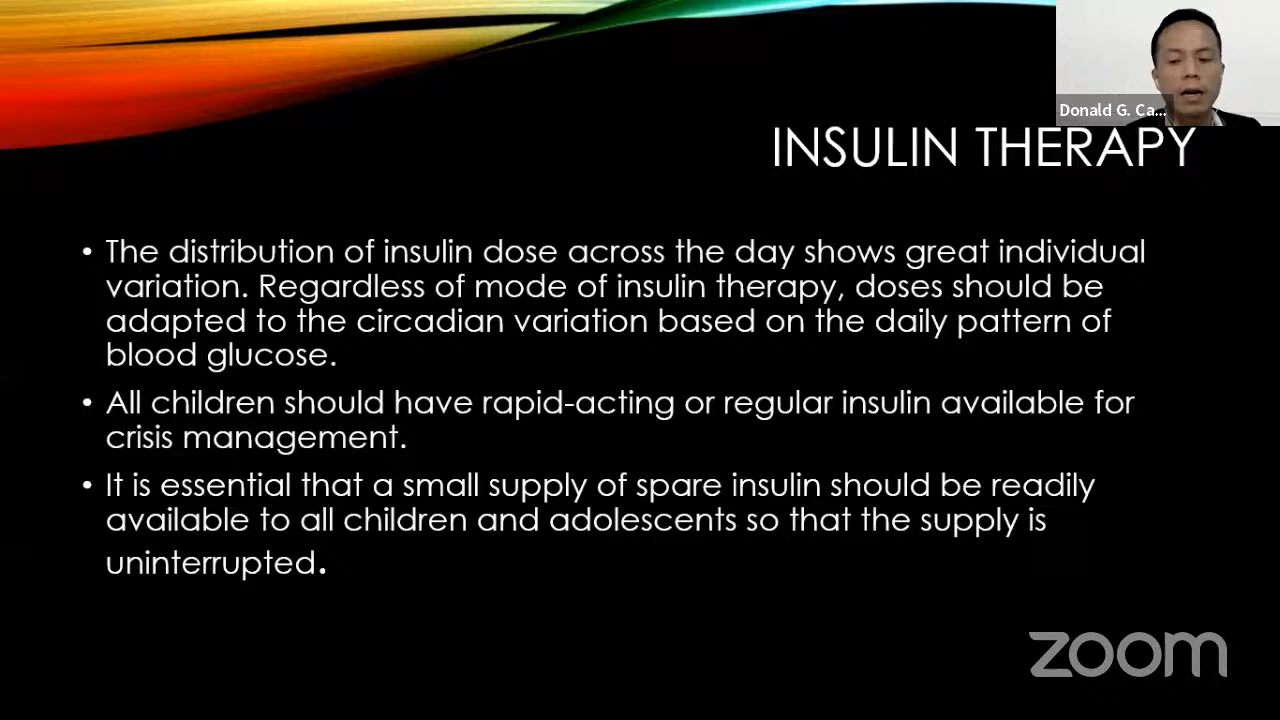 Donald G. Ca...
INSULIN THERAPY
• The distribution of insulin dose across the day shows great individual
variation. Regardless of mode of insulin therapy, doses should be
adapted to the circadian variation based on the daily pattern of
blood glucose.
• All children should have rapid-acting or regular insulin available for
crisis management.
• It is essential that a small supply of spare insulin should be readily
available to all children and adolescents so that the supply is
uninterrupted.
zoom